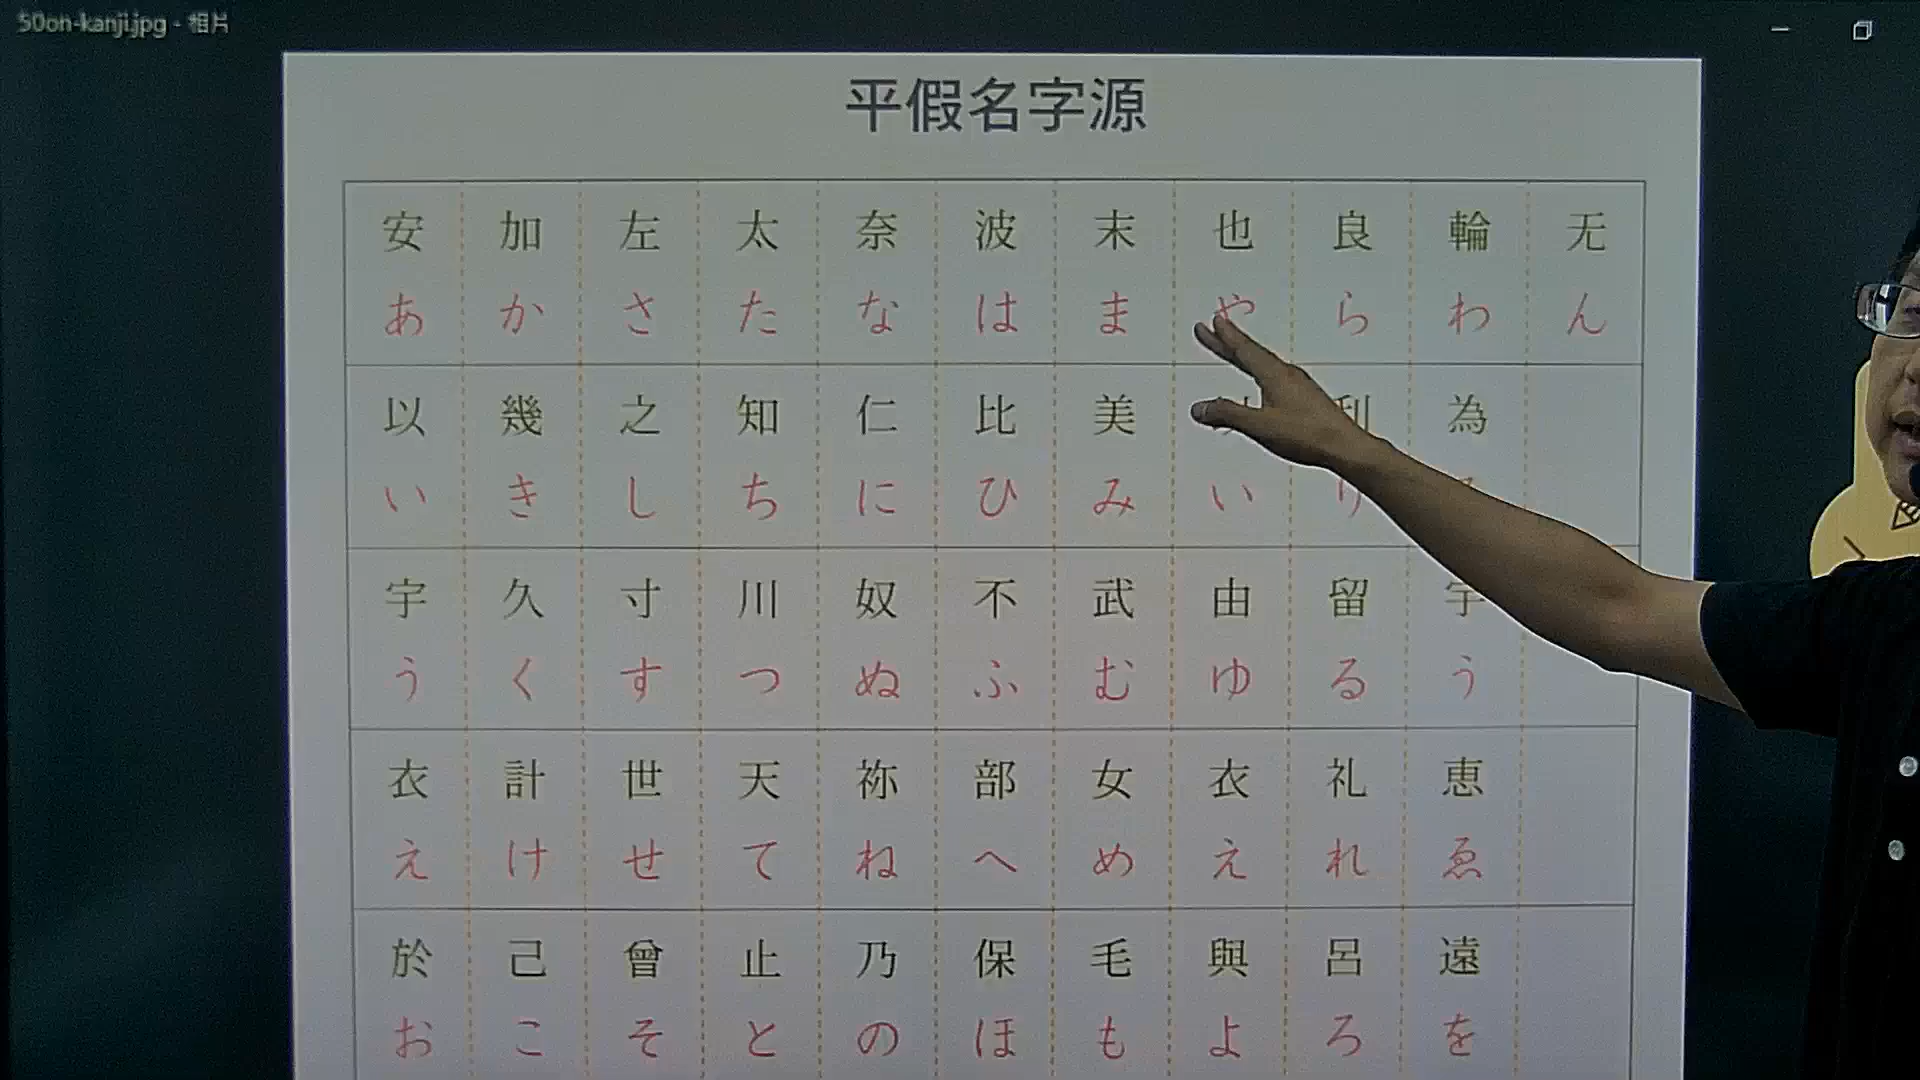 50on-kanji.jpg - 相片
平假名字源
安 加 左 太 奈 波 末 也 良 輪 无
あ か さ た な は ま や ら わ ん
以 幾 之 知 仁 比 美 利 為
い き し ち に ひ み い り
宇 久 寸 川 奴 不 武 由 留 宇
う く す つ ぬ ふ む ゆ る う
衣 計 世 天 祢 部 女 衣 礼 恵
え け せ て ね へ め え れ ゑ
於 己 曾 止 乃 保 毛 與 呂 遠
お こ そ と の ほ も よ ろ を